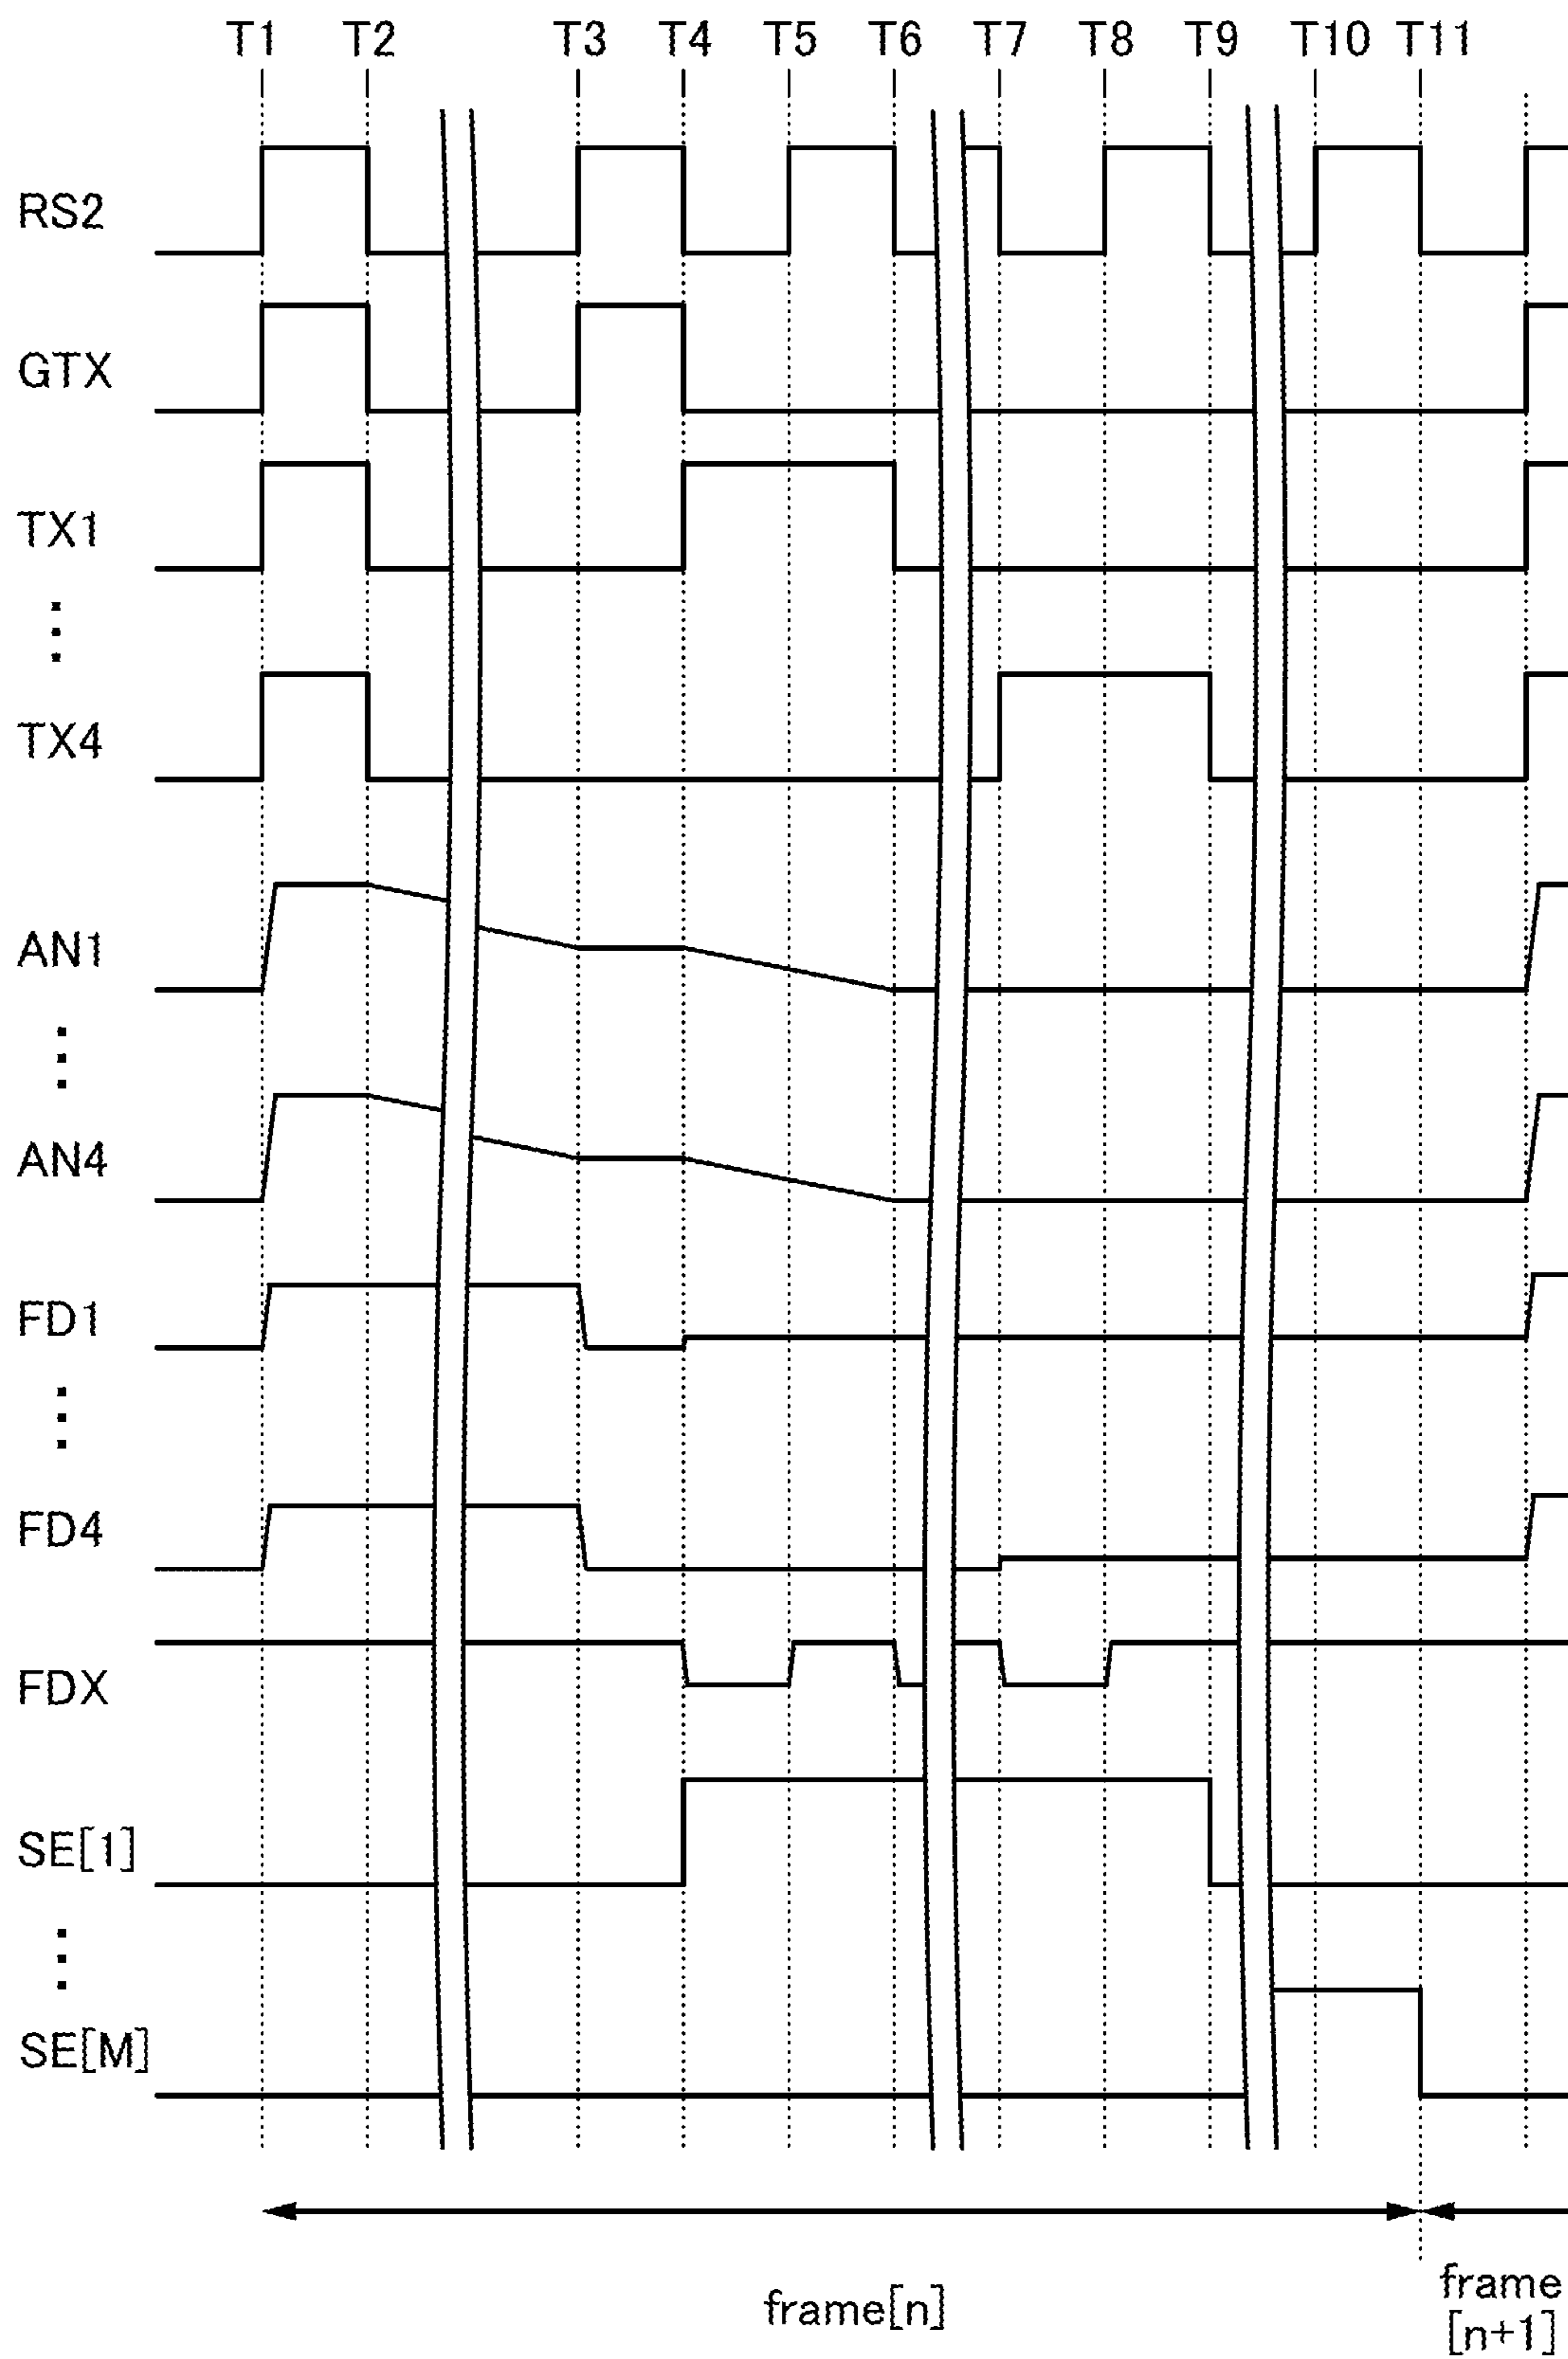 T1 T2 T3 T4 T5 T6 T7 T8 T9 T10 T11
RS2
GTX
TX1
TX4
AN1
AN4
FD1
FD4
FDX
SE[1]
SE[M]
frame[n]
frame
[n+1]